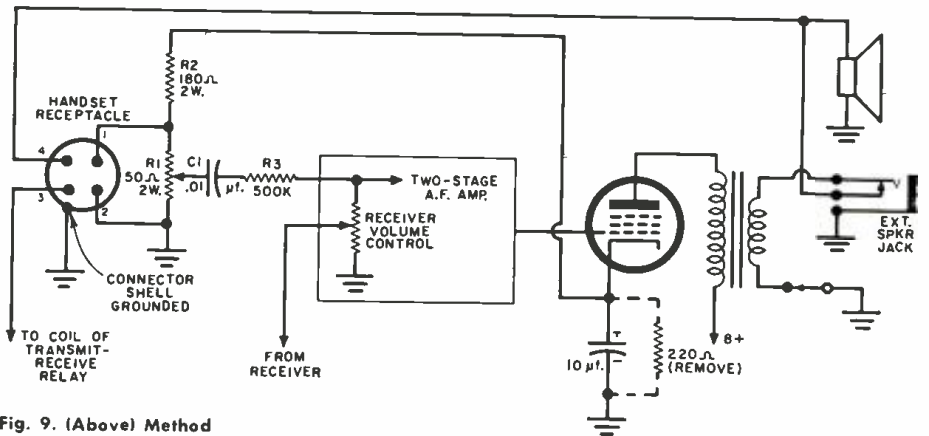 R2
180Ω
2W.
HANDSET
RECEPTACLE
4
1
3
2
R1
50Ω
2W.
C1
.01 µf.
R3
500K
TWO-STAGE
A.F. AMP.
RECEIVER
VOLUME
CONTROL
CONNECTOR
SHELL
GROUNDED
TO COIL OF
TRANSMIT-
RECEIVE
RELAY
FROM
RECEIVER
+
-
10 µf.
220Ω
(REMOVE)
B+
EXT.
SPKR
JACK
Fig. 9. (Above) Method